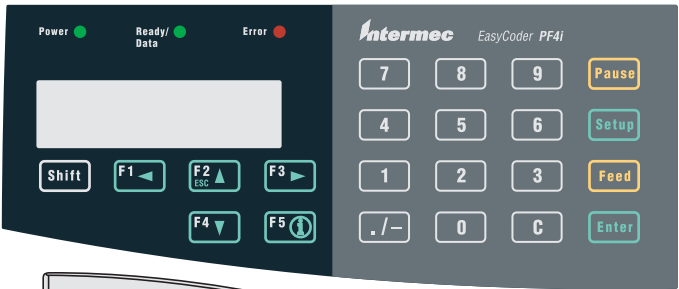 Power
Ready/
Data
Error
Intermec EasyCoder PF4i
7 8 9 Pause
4 5 6 Setup
Shift F1 F2 ESC F3 1 2 3 Feed
F4 F5 ./– 0 C Enter